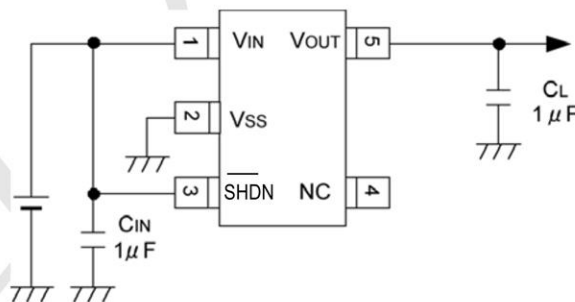 1 VIN VOUT 5
CL
1μF
2 VSS
3 SHDN NC 4
CIN
1μF